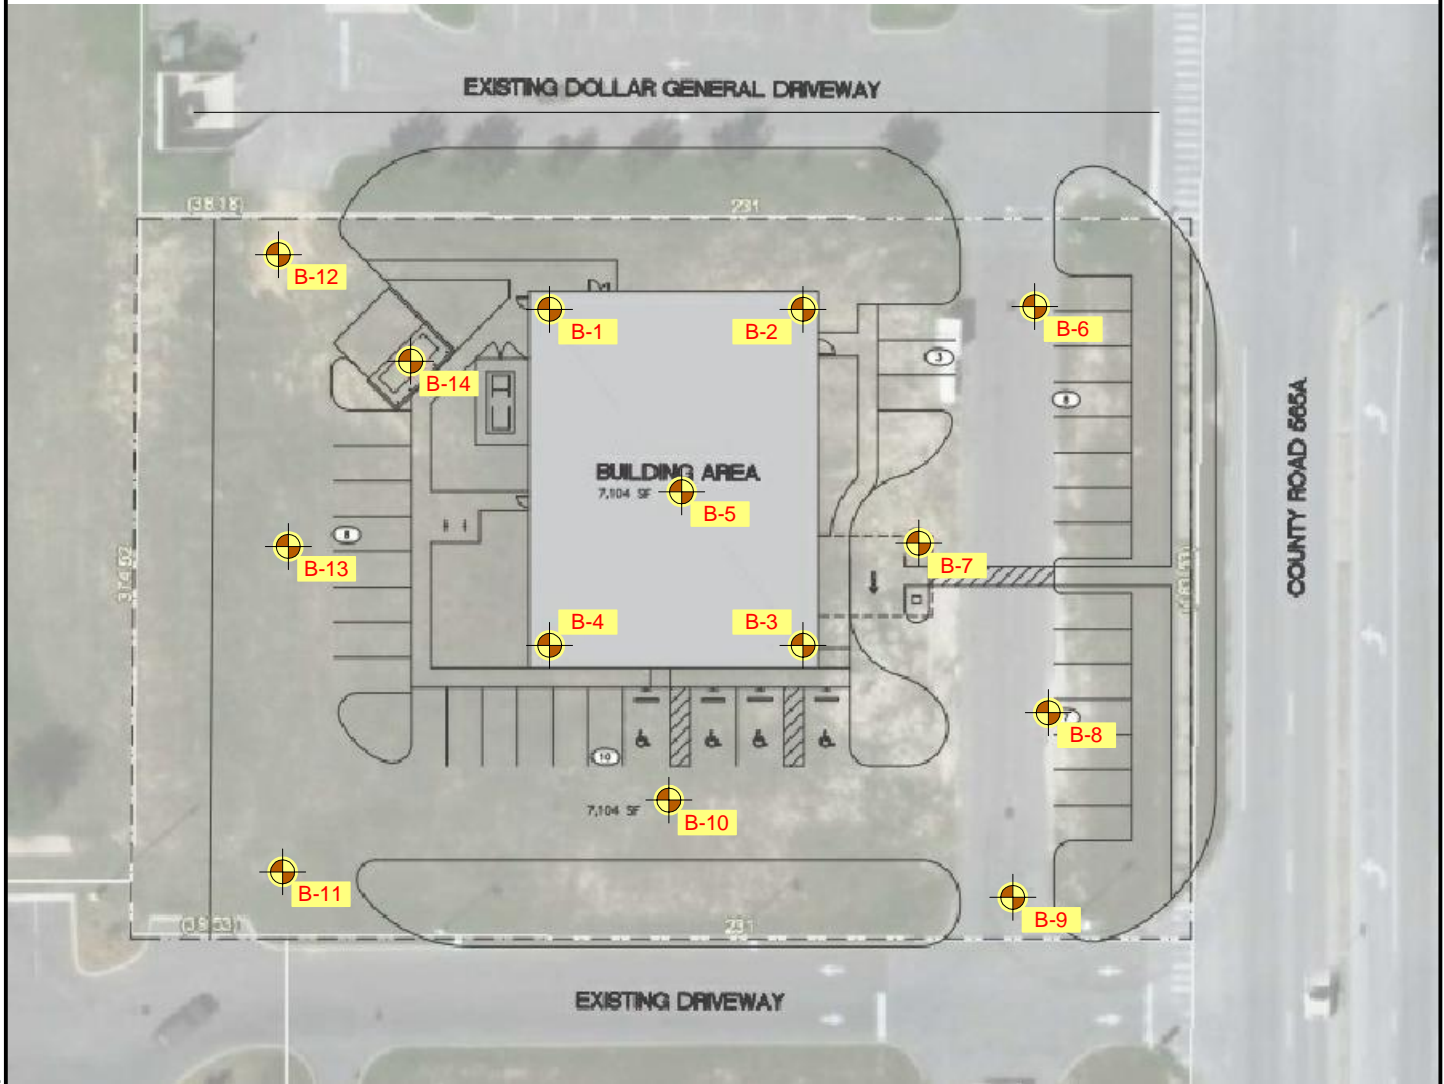 EXISTING DOLLAR GENERAL DRIVEWAY
(38.18)
231
B-12
B-1
B-2
B-6
3
B-14
BUILDING AREA
7,104 SF
B-5
8
B-13
B-7
COUNTY ROAD 565A
B-4
B-3
B-8
10
7,104 SF
B-10
B-11
B-9
(39.53)
231
EXISTING DRIVEWAY